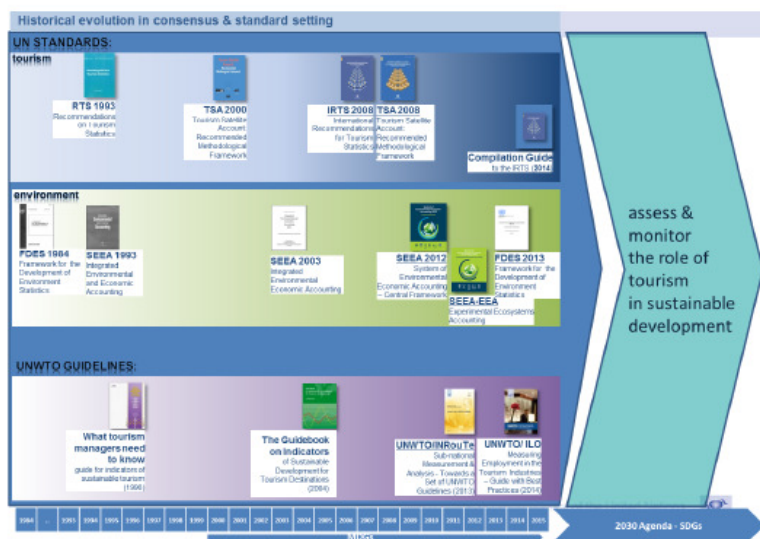 Historical evolution in consensus & standard setting
UN STANDARDS:
tourism
RTS 1993
Recommendations
on Tourism
Statistics
TSA 2000
Tourism Satellite
Account:
Recommended
Methodological
Framework
IRTS 2008
International
Recommendations
for Tourism
Statistics
TSA 2008
Tourism Satellite
Account:
Recommended
Methodological
Framework
Compilation Guide
to the IRTS (2014)
environment
FDES 1984
Framework for the
Development of
Environment
Statistics
SEEA 1993
Integrated
Environmental
and Economic
Accounting
SEEA 2003
Integrated
Environmental
Economic Accounting
SEEA 2012
System of
Environmental
Economic Accounting
– Central Framework
SEEA-EEA
Experimental Ecosystems
Accounting
FDES 2013
Framework for the
Development of
Environment
Statistics
UNWTO GUIDELINES:
What tourism
managers need
to know
guide for indicators of
sustainable tourism
(1996)
The Guidebook
on Indicators
of Sustainable
Development for
Tourism Destinations
(2004)
UNWTO/INRouTe
Sub-national
Measurement &
Analysis - Towards a
Set of UNWTO
Guidelines (2013)
UNWTO/ ILO
Measuring
Employment in the
Tourism Industries
– Guide with Best
Practices (2014)
assess &
monitor
the role of
tourism
in sustainable
development
1984 ... 1993 1994 1995 1996 1997 1998 1999 2000 2001 2002 2003 2004 2005 2006 2007 2008 2009 2010 2011 2012 2013 2014 2015
2030 Agenda - SDGs
MDGs